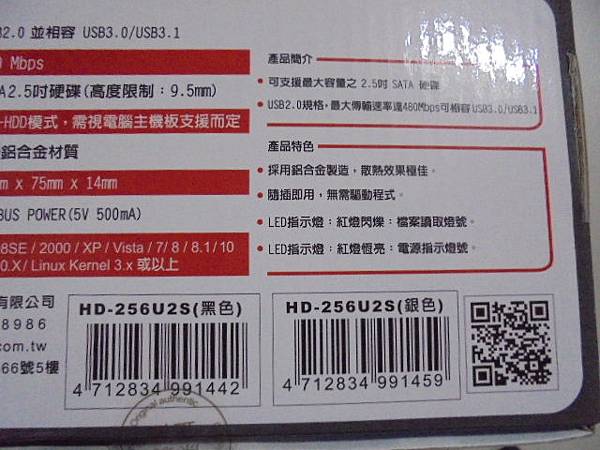 2.0 並相容 USB3.0/USB3.1
Mbps
A2.5吋硬碟(高度限制：9.5mm)
-HDD模式，需視電腦主機板支援而定
鋁合金材質
m x 75mm x 14mm
BUS POWER(5V 500mA)
8SE / 2000 / XP / Vista / 7/ 8 / 8.1/10
0.X/ Linux Kernel 3.x 或以上
有限公司
8986
om.tw
66號5樓
產品簡介
• 可支援最大容量之 2.5吋 SATA 硬碟
• USB2.0規格，最大傳輸速率達480Mbps可相容USB3.0/USB3.1
產品特色
• 採用鋁合金製造，散熱效果極佳。
• 隨插即用，無需驅動程式。
• LED指示燈：紅燈閃爍：檔案讀取燈號。
• LED指示燈：紅燈恆亮：電源指示燈號。
HD-256U2S(黑色)
4 712834 991442
HD-256U2S(銀色)
4 712834 991459
Original authentic